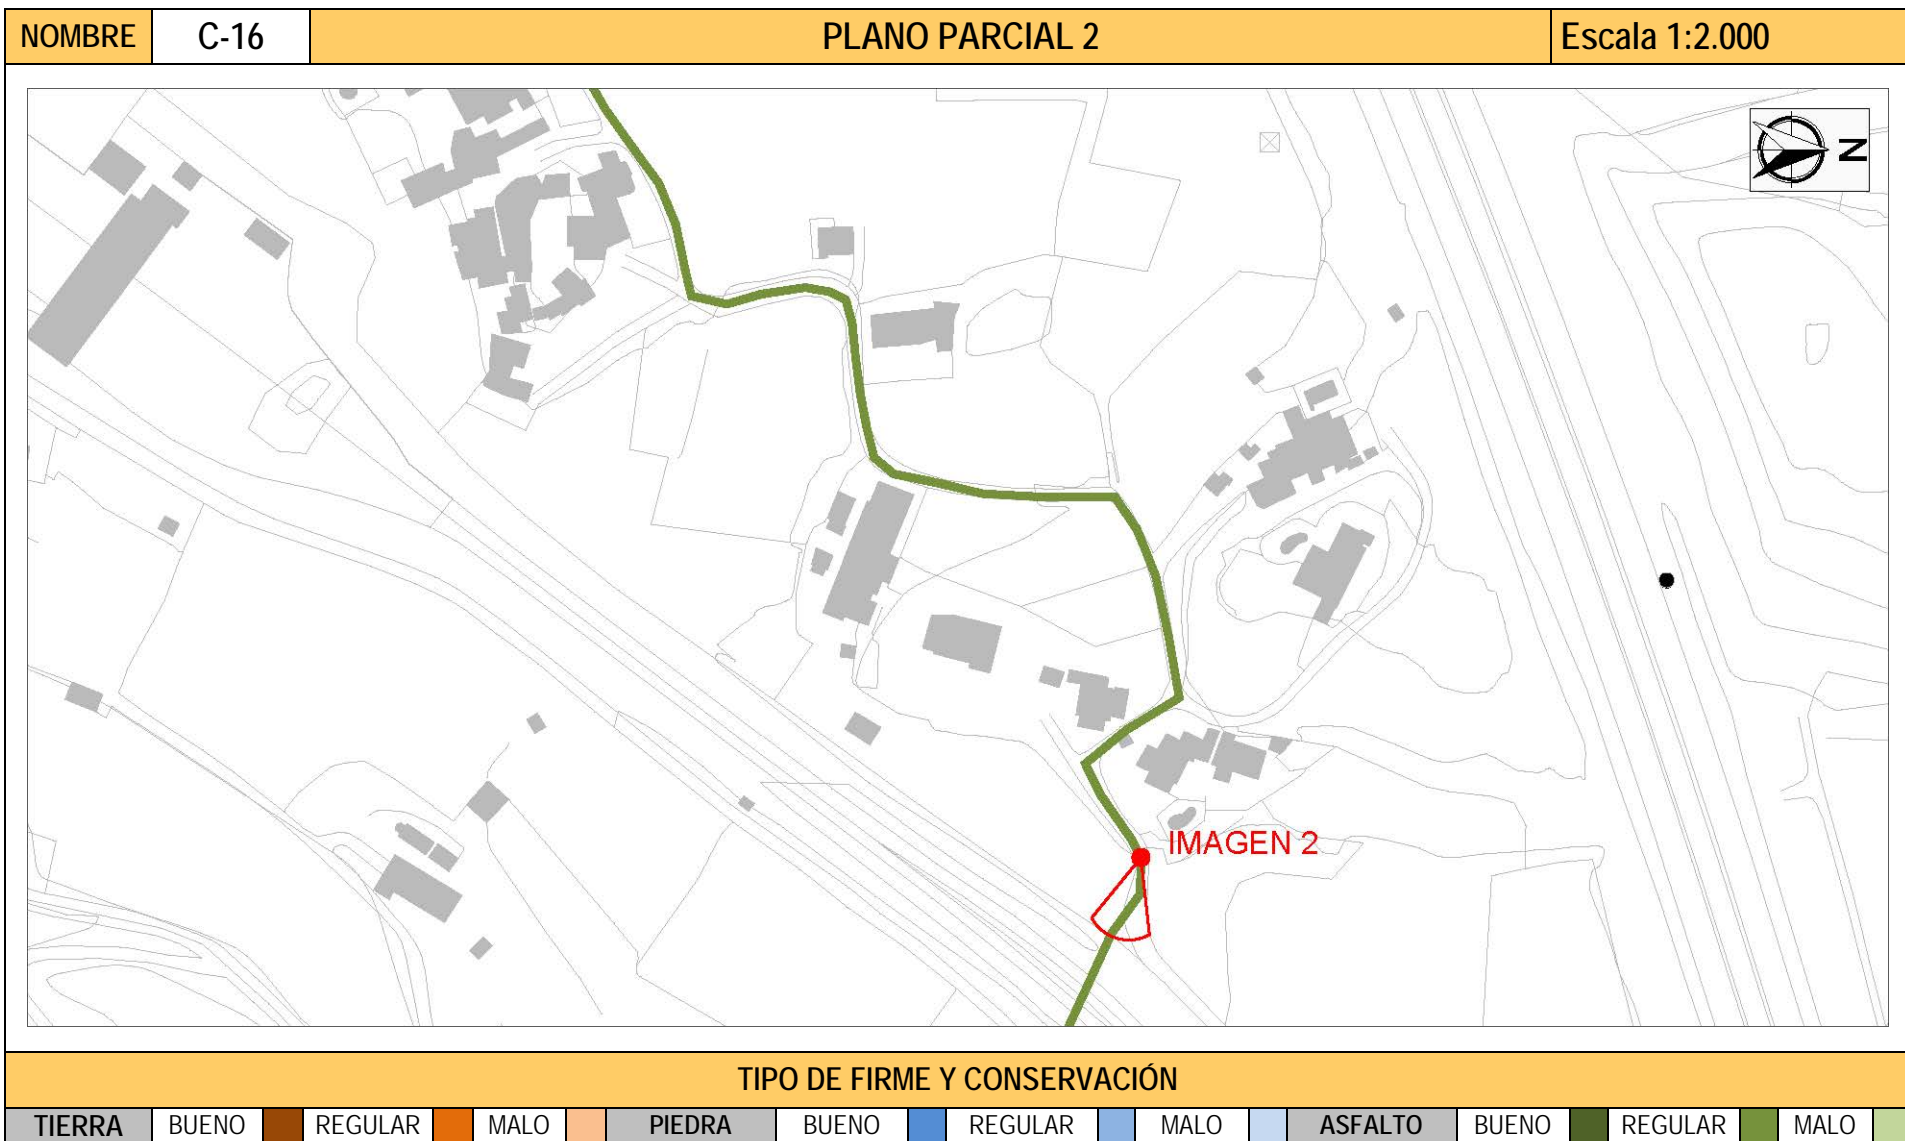 NOMBRE C-16 PLANO PARCIAL 2 Escala 1:2.000
N
IMAGEN 2
TIPO DE FIRME Y CONSERVACIÓN
TIERRA BUENO REGULAR MALO PIEDRA BUENO REGULAR MALO ASFALTO BUENO REGULAR MALO